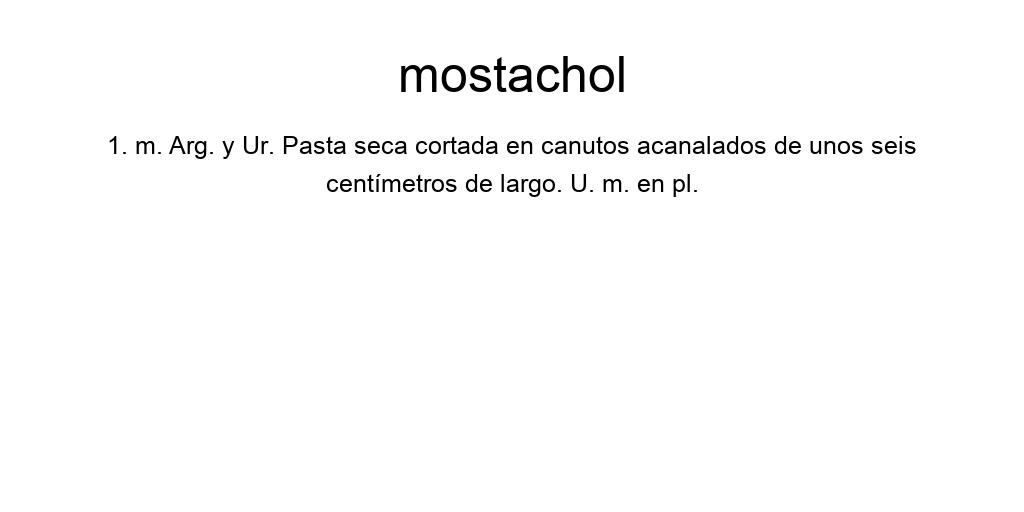 mostachol
1. m. Arg. y Ur. Pasta seca cortada en canutos acanalados de unos seis
centímetros de largo. U. m. en pl.